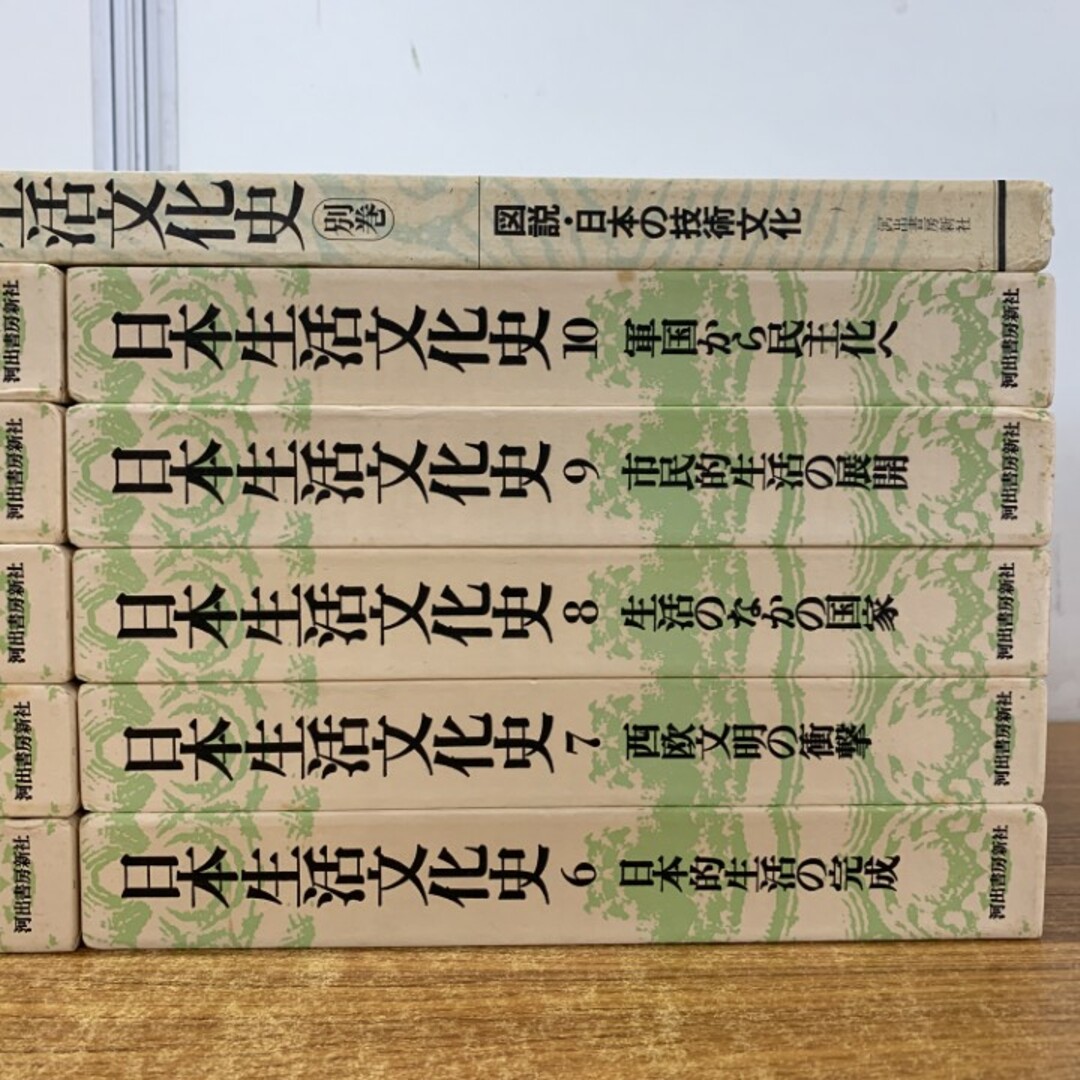 生活文化史 別巻 図説・日本の技術文化 河出書房新社
河出書房新社
日本生活文化史 10 軍国から民主化へ 河出書房新社
河出書房新社
日本生活文化史 9 市民的生活の展開 河出書房新社
河出書房新社
日本生活文化史 8 生活のなかの国家 河出書房新社
河出書房新社
日本生活文化史 7 西欧文明の衝撃 河出書房新社
河出書房新社
日本生活文化史 6 日本的生活の完成 河出書房新社